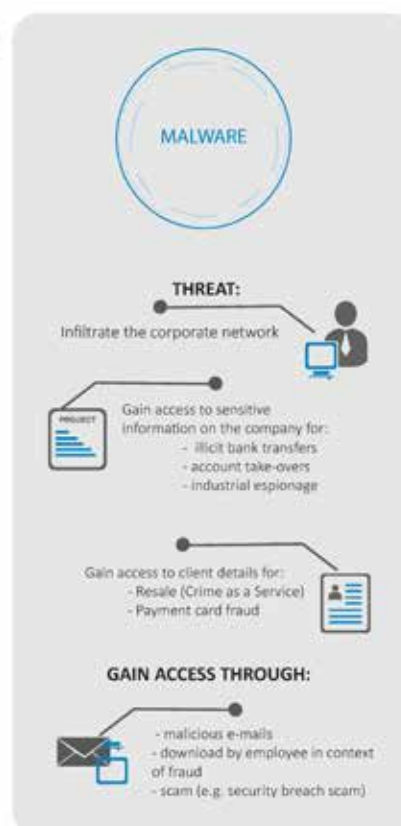 MALWARE
THREAT:
Infiltrate the corporate network
PROJECT
Gain access to sensitive
information on the company for:
- illicit bank transfers
- account take-overs
- industrial espionage
Gain access to client details for:
- Resale (Crime as a Service)
- Payment card fraud
GAIN ACCESS THROUGH:
- malicious e-mails
- download by employee in context
of fraud
- scam (e.g. security breach scam)